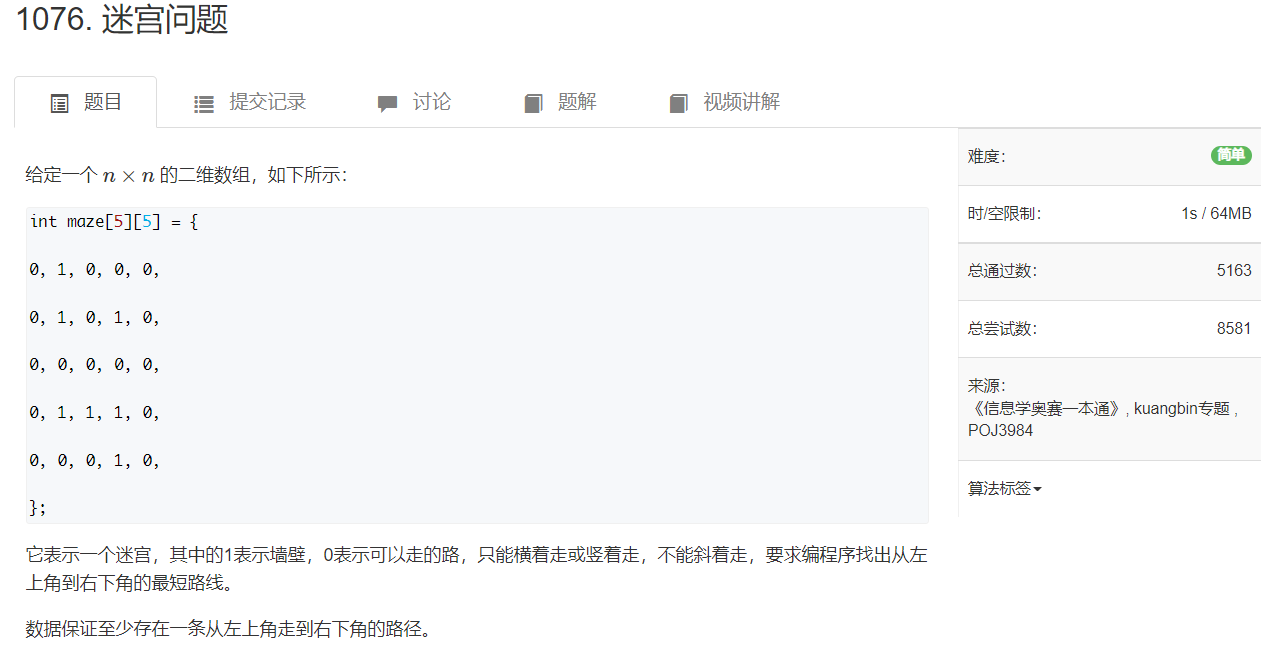 1076. 迷宫问题
题目
提交记录
讨论
题解
视频讲解
给定一个 n × n 的二维数组，如下所示：
int maze[5][5] = {
0, 1, 0, 0, 0,
0, 1, 0, 1, 0,
0, 0, 0, 0, 0,
0, 1, 1, 1, 0,
0, 0, 0, 1, 0,
};
它表示一个迷宫，其中的1表示墙壁，0表示可以走的路，只能横着走或竖着走，不能斜着走，要求编程序找出从左
上角到右下角的最短路线。
数据保证至少存在一条从左上角走到右下角的路径。
难度： 简单
时/空限制： 1s / 64MB
总通过数： 5163
总尝试数： 8581
来源：
《信息学奥赛一本通》, kuangbin专题 ,
POJ3984
算法标签